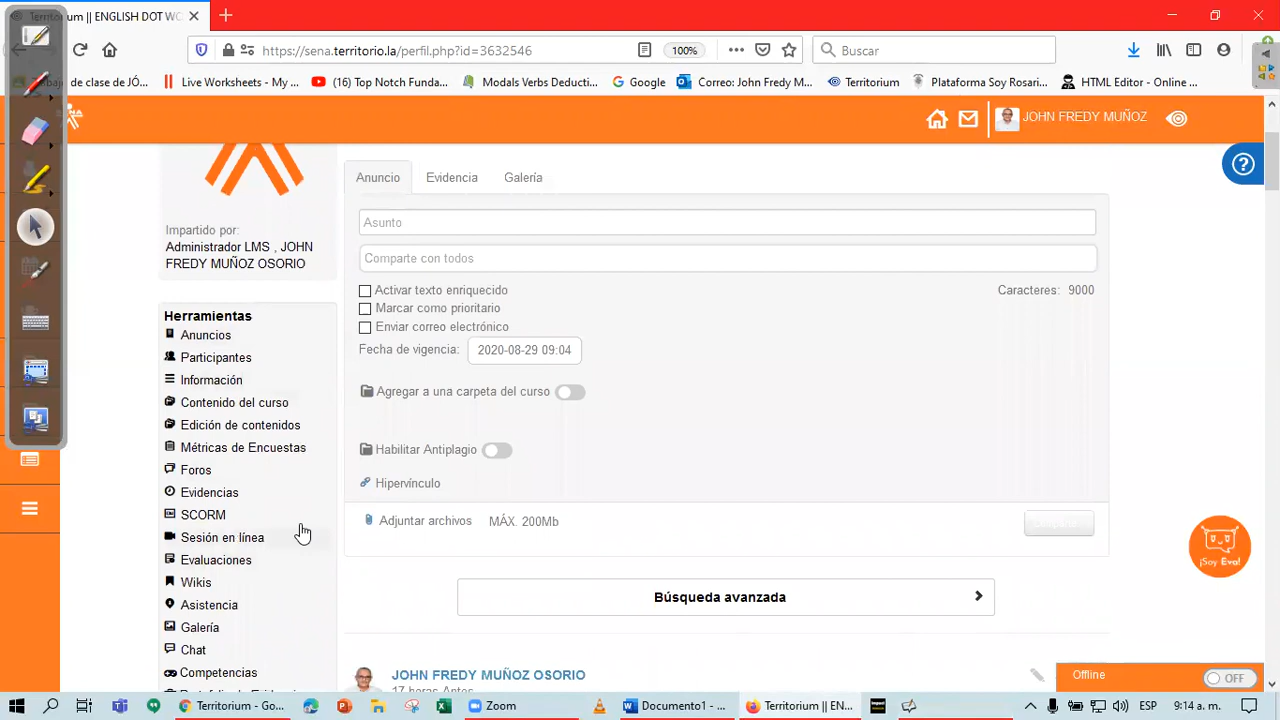 Territorium || ENGLISH DOT WO
https://sena.territorio.la/perfil.php?id=3632546
100%
Buscar
abajo de clase de JÓ...
Live Worksheets - My ...
(16) Top Notch Funda...
Modals Verbs Deducti...
Google
Correo: John Fredy M...
Territorium
Plataforma Soy Rosari...
HTML Editor - Online ...
JOHN FREDY MUÑOZ
Anuncio
Evidencia
Galería
Impartido por:
Administrador LMS , JOHN
FREDY MUÑOZ OSORIO
Asunto
Comparte con todos
Activar texto enriquecido
Caracteres: 9000
Marcar como prioritario
Enviar correo electrónico
Fecha de vigencia:
2020-08-29 09:04
Agregar a una carpeta del curso
Habilitar Antiplagio
Hipervínculo
Adjuntar archivos
MÁX. 200Mb
Herramientas
Anuncios
Participantes
Información
Contenido del curso
Edición de contenidos
Métricas de Encuestas
Foros
Evidencias
SCORM
Sesión en línea
Evaluaciones
Wikis
Asistencia
Galería
Chat
Competencias
Búsqueda avanzada
JOHN FREDY MUÑOZ OSORIO
17 horas Antes
¡Soy Eva!
Offline
OFF
Territorium - Go...
Zoom
Documento1 - ...
Territorium || EN...
ESP
9:14 a. m.